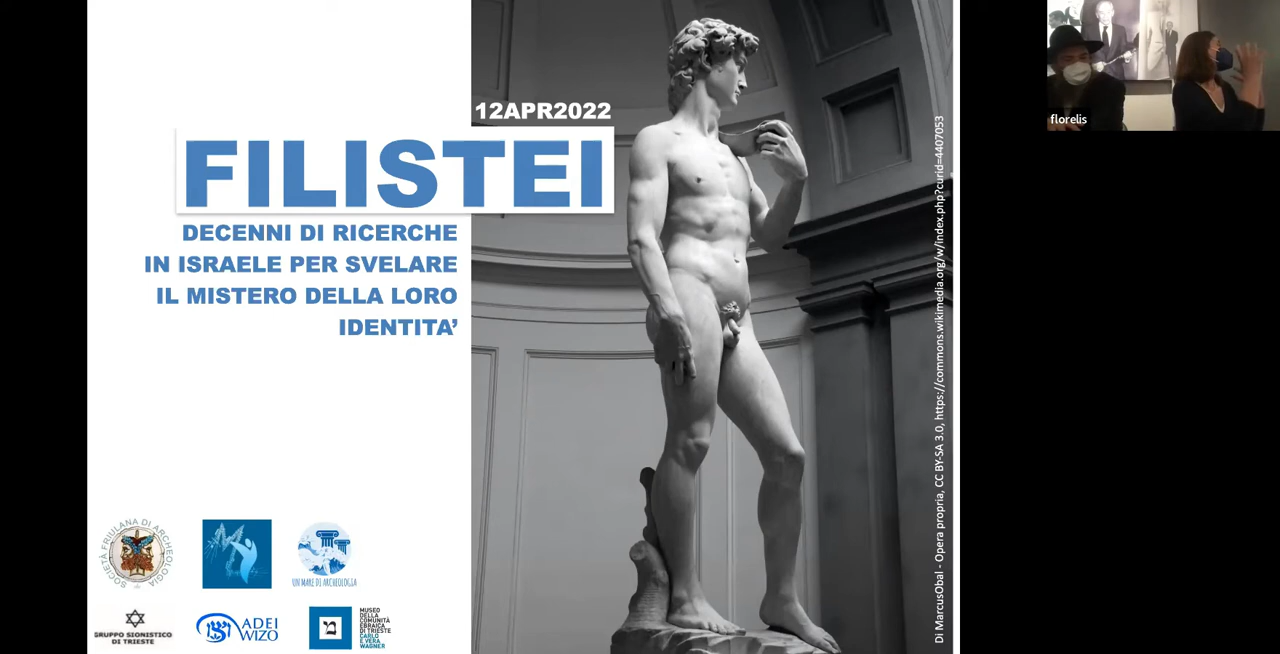 12APR2022
FILISTEI
DECENNI DI RICERCHE
IN ISRAELE PER SVELARE
IL MISTERO DELLA LORO
IDENTITA’
SOCIETÀ FRIULANA DI ARCHEOLOGIA
UN MARE DI ARCHEOLOGIA
GRUPPO SIONISTICO
DI TRIESTE
ADEI
WIZO
מ
MUSEO
DELLA
COMUNITÀ
EBRAICA
DI TRIESTE
CARLO
E VERA
WAGNER
Di MarcusObal - Opera propria, CC BY-SA 3.0, https://commons.wikimedia.org/w/index.php?curid=4407053
florelis